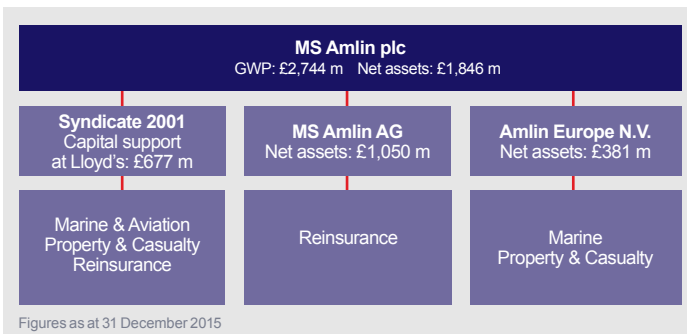 MS Amlin plc
GWP: £2,744 m Net assets: £1,846 m
Syndicate 2001
Capital support
at Lloyd's: £677 m
MS Amlin AG
Net assets: £1,050 m
Amlin Europe N.V.
Net assets: £381 m
Marine & Aviation
Property & Casualty
Reinsurance
Reinsurance
Marine
Property & Casualty
Figures as at 31 December 2015